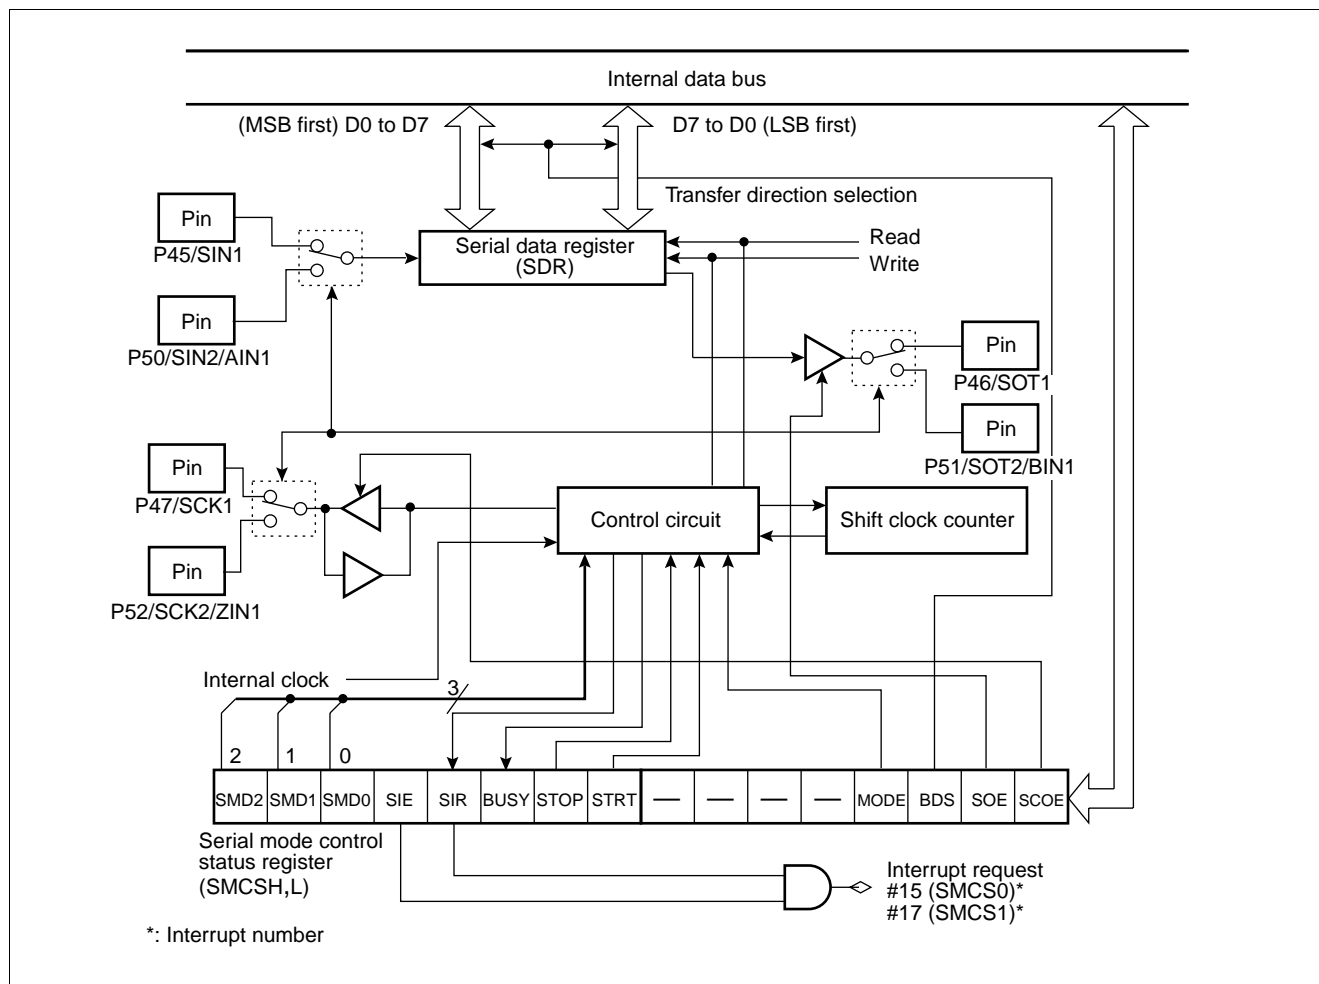 Internal data bus
(MSB first) D0 to D7
D7 to D0 (LSB first)
Transfer direction selection
Pin
P45/SIN1
Serial data register
(SDR)
Read
Write
Pin
P50/SIN2/AIN1
Pin
P46/SOT1
Pin
P51/SOT2/BIN1
Pin
P47/SCK1
Control circuit
Shift clock counter
Pin
P52/SCK2/ZIN1
Internal clock
3
2 1 0
SMD2 SMD1 SMD0 SIE SIR BUSY STOP STRT — — — — MODE BDS SOE SCOE
Serial mode control
status register
(SMCSH,L)
Interrupt request
#15 (SMCS0)*
#17 (SMCS1)*
*: Interrupt number